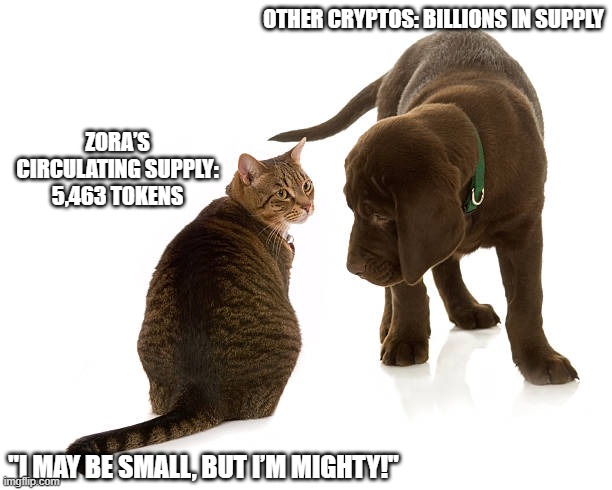 OTHER CRYPTOS: BILLIONS IN SUPPLY
ZORA'S
CIRCULATING SUPPLY:
5,463 TOKENS
"I MAY BE SMALL, BUT I'M MIGHTY!"
imgflip.com